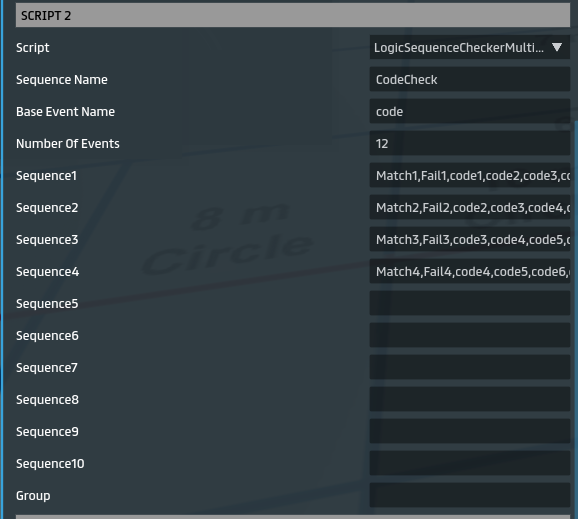 SCRIPT 2
Script LogicSequenceCheckerMulti...
Sequence Name CodeCheck
Base Event Name code
Number Of Events 12
Sequence1 Match1,Fail1,code1,code2,code3,co
Sequence2 Match2,Fail2,code2,code3,code4,c
Sequence3 Match3,Fail3,code3,code4,code5,c
Sequence4 Match4,Fail4,code4,code5,code6,
Sequence5
Sequence6
Sequence7
Sequence8
Sequence9
Sequence10
Group
8 m
Circle